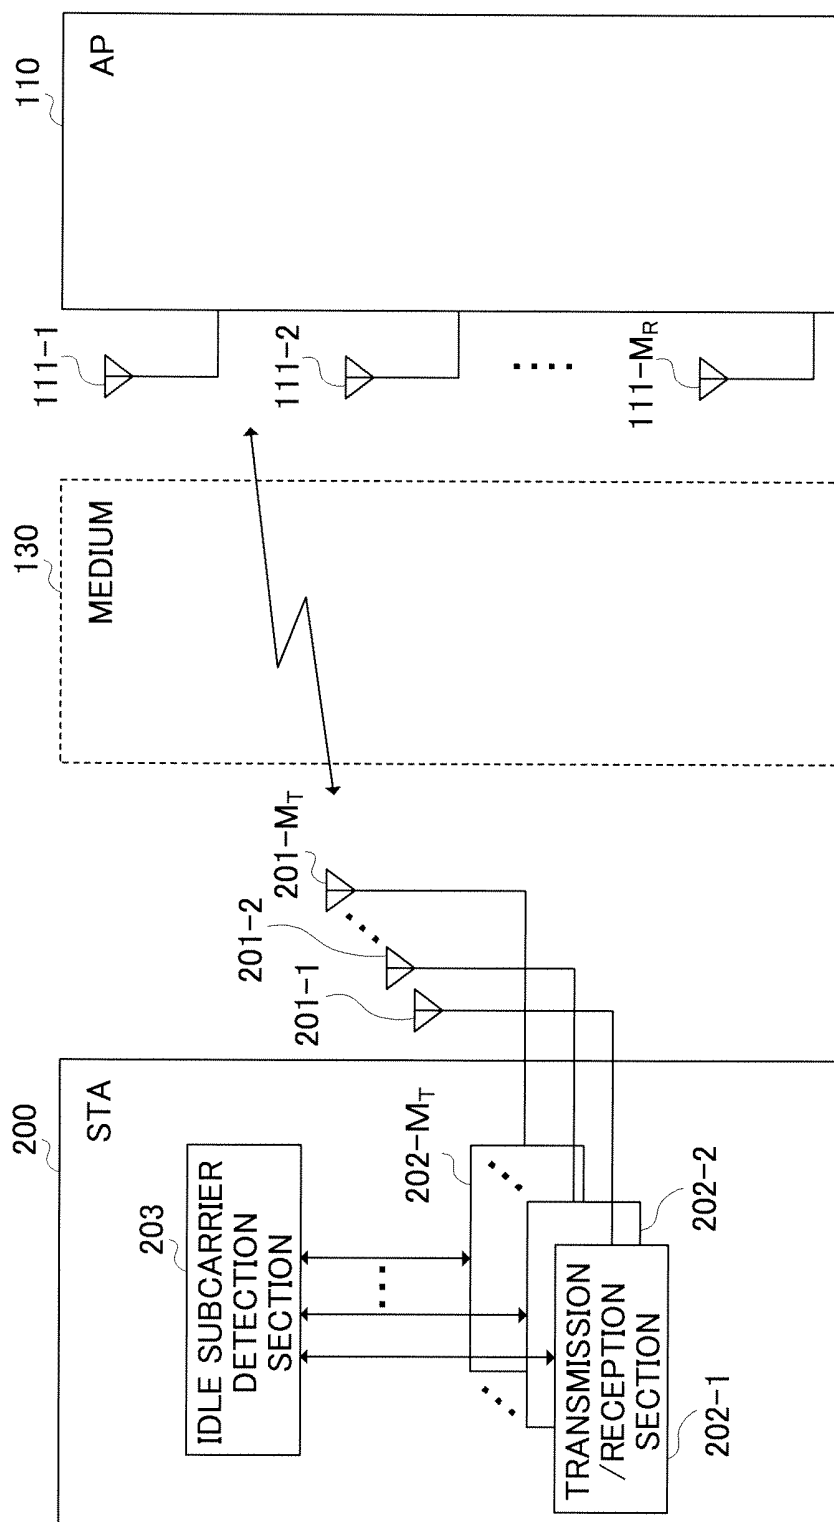 200
STA
203
IDLE SUBCARRIER
DETECTION
SECTION
202-M_T
202-2
TRANSMISSION
/RECEPTION
SECTION
202-1
201-1
201-2
201-M_T
130
MEDIUM
110
AP
111-1
111-2
111-M_R